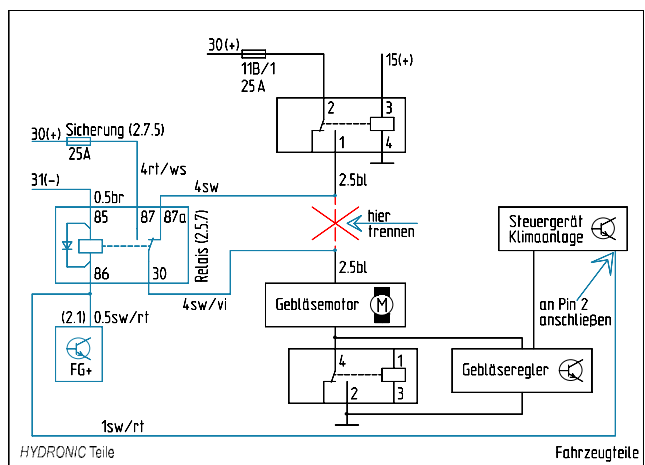 30(+)
11B/1
25A
15(+)
2
3
1
4
30(+)
Sicherung (2.7.5)
25A
4rt/ws
31(-)
0.5br
4sw
2.5bl
85
87
87a
86
30
Relais (2.5.7)
hier
trennen
Steuergerät
Klimaanlage
2.5bl
4sw/vi
an Pin 2
anschließen
Gebläsemotor
M
(2.1)
0.5sw/rt
FG+
4
1
2
3
Gebläseregler
1sw/rt
HYDRONIC Teile
Fahrzeugteile